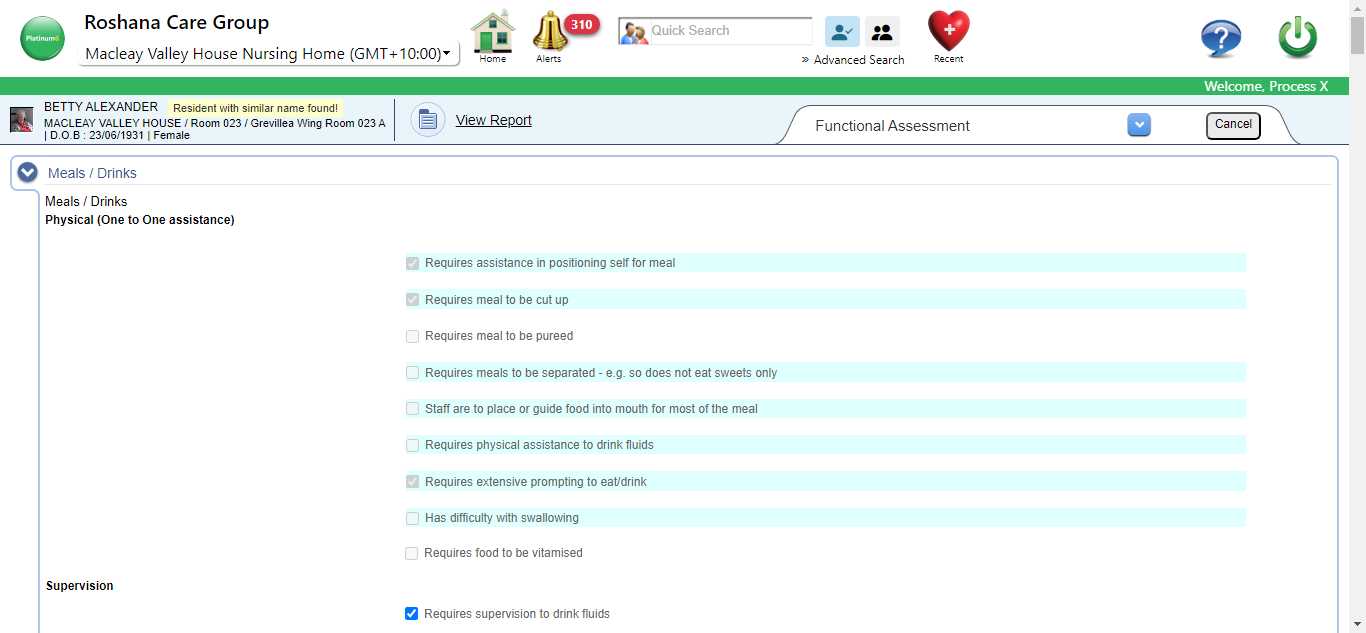 Platinum6
Roshana Care Group
Macleay Valley House Nursing Home (GMT+10:00)
Home
310
Alerts
Quick Search
» Advanced Search
Recent
Welcome, Process X
BETTY ALEXANDER Resident with similar name found!
MACLEAY VALLEY HOUSE / Room 023 / Grevillea Wing Room 023 A
| D.O.B : 23/06/1931 | Female
View Report
Functional Assessment
Cancel
Meals / Drinks
Meals / Drinks
Physical (One to One assistance)
Requires assistance in positioning self for meal
Requires meal to be cut up
Requires meal to be pureed
Requires meals to be separated - e.g. so does not eat sweets only
Staff are to place or guide food into mouth for most of the meal
Requires physical assistance to drink fluids
Requires extensive prompting to eat/drink
Has difficulty with swallowing
Requires food to be vitamised
Supervision
Requires supervision to drink fluids